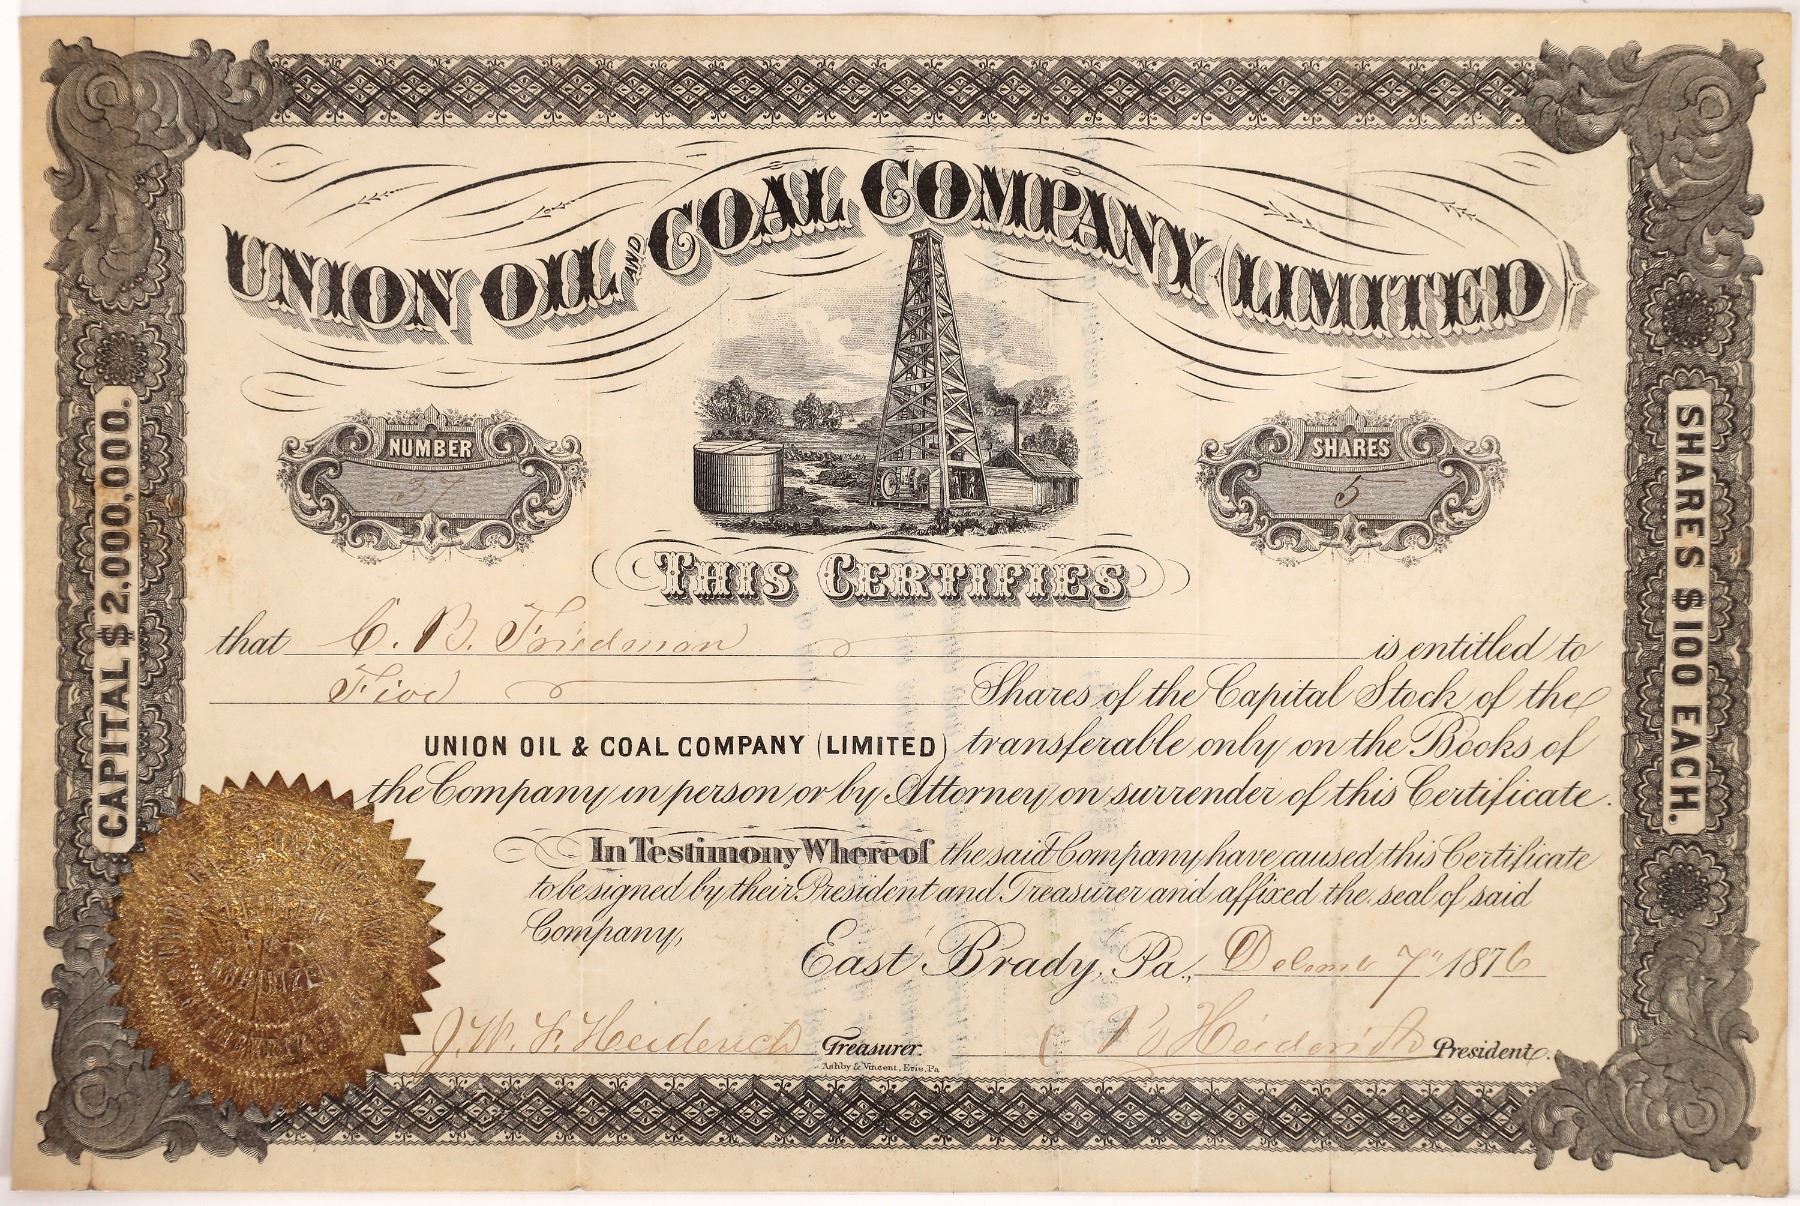 UNION OIL AND COAL COMPANY (LIMITED)
NUMBER
37
SHARES
5
CAPITAL $2,000,000.
SHARES $100 EACH.
THIS CERTIFIES
that C. B. Friedman is entitled to
Five Shares of the Capital Stock of the
UNION OIL & COAL COMPANY (LIMITED) transferable only on the Books of
the Company in person or by Attorney on surrender of this Certificate.
In Testimony Whereof the said Company have caused this Certificate
to be signed by their President and Treasurer and affixed the seal of said
Company,
East Brady, Pa., 7" 1876
J. W. F. Heiderich Treasurer. Heiderich President.
Ashby & Vincent, Erie, Pa